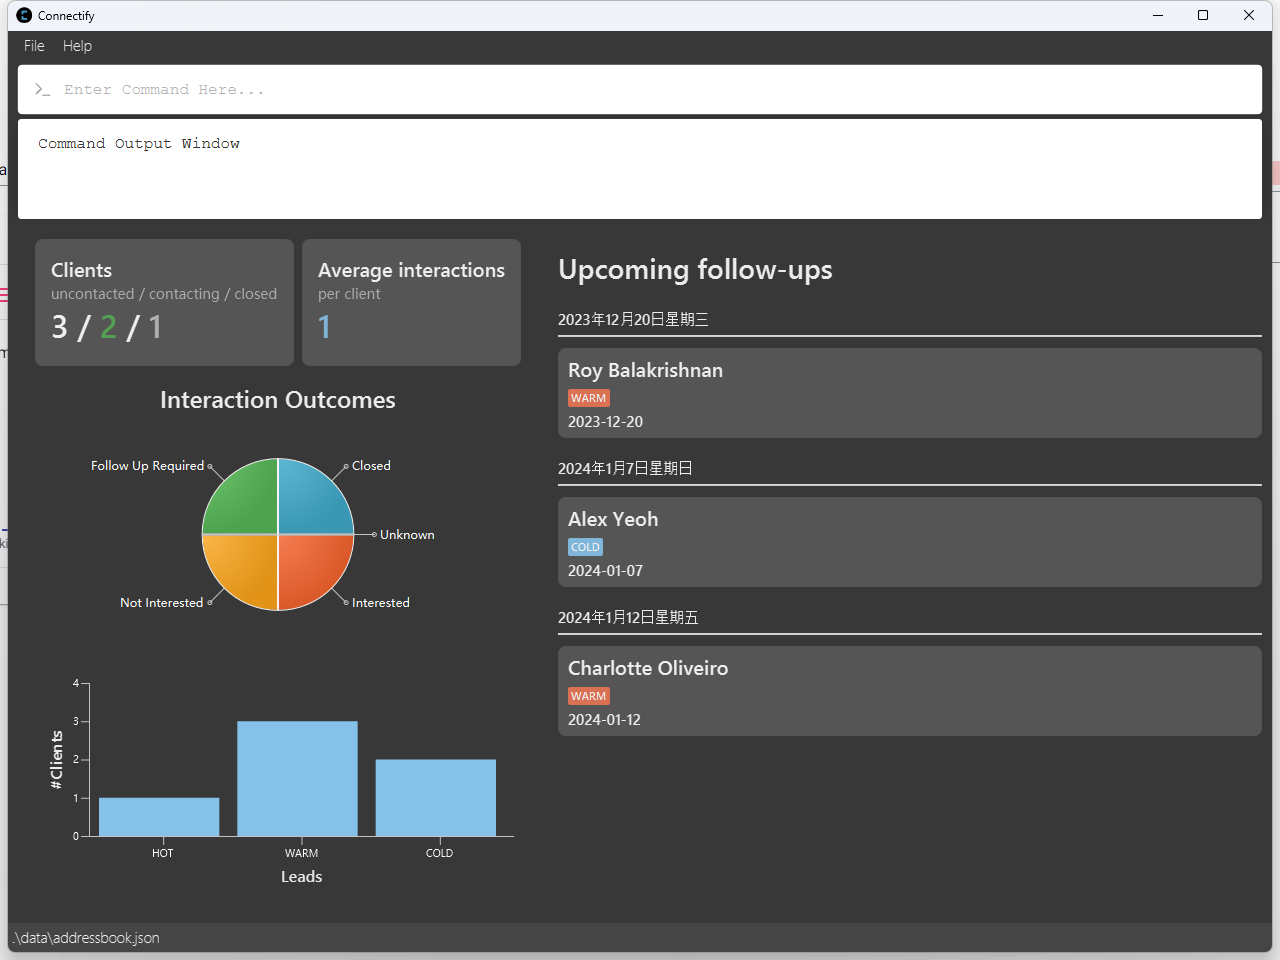 Connectify
File Help
Enter Command Here...
Command Output Window
Clients
uncontacted / contacting / closed
3 / 2 / 1
Average interactions
per client
1
Interaction Outcomes
Follow Up Required
Closed
Unknown
Not Interested
Interested
4
3
2
1
0
#Clients
HOT
WARM
COLD
Leads
Upcoming follow-ups
2023年12月20日星期三
Roy Balakrishnan
WARM
2023-12-20
2024年1月7日星期日
Alex Yeoh
COLD
2024-01-07
2024年1月12日星期五
Charlotte Oliveiro
WARM
2024-01-12
.\data\addressbook.json